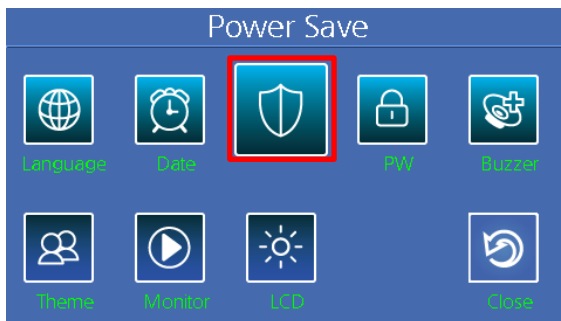 Power Save
Language Date PW Buzzer
Theme Monitor LCD Close